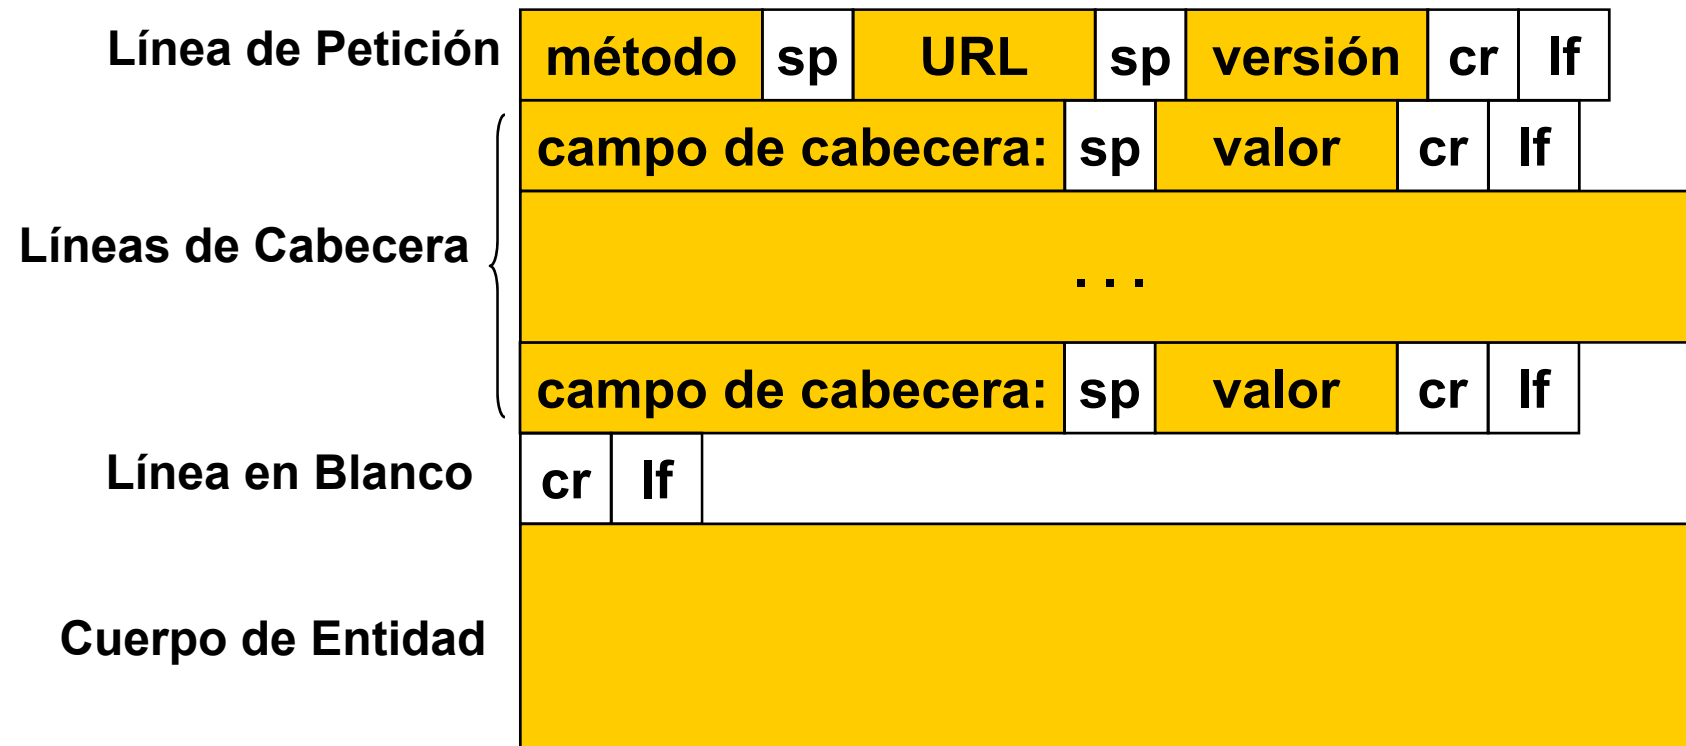 Línea de Petición método sp URL sp versión cr lf
campo de cabecera: sp valor cr lf
Líneas de Cabecera
. . .
campo de cabecera: sp valor cr lf
Línea en Blanco cr lf
Cuerpo de Entidad